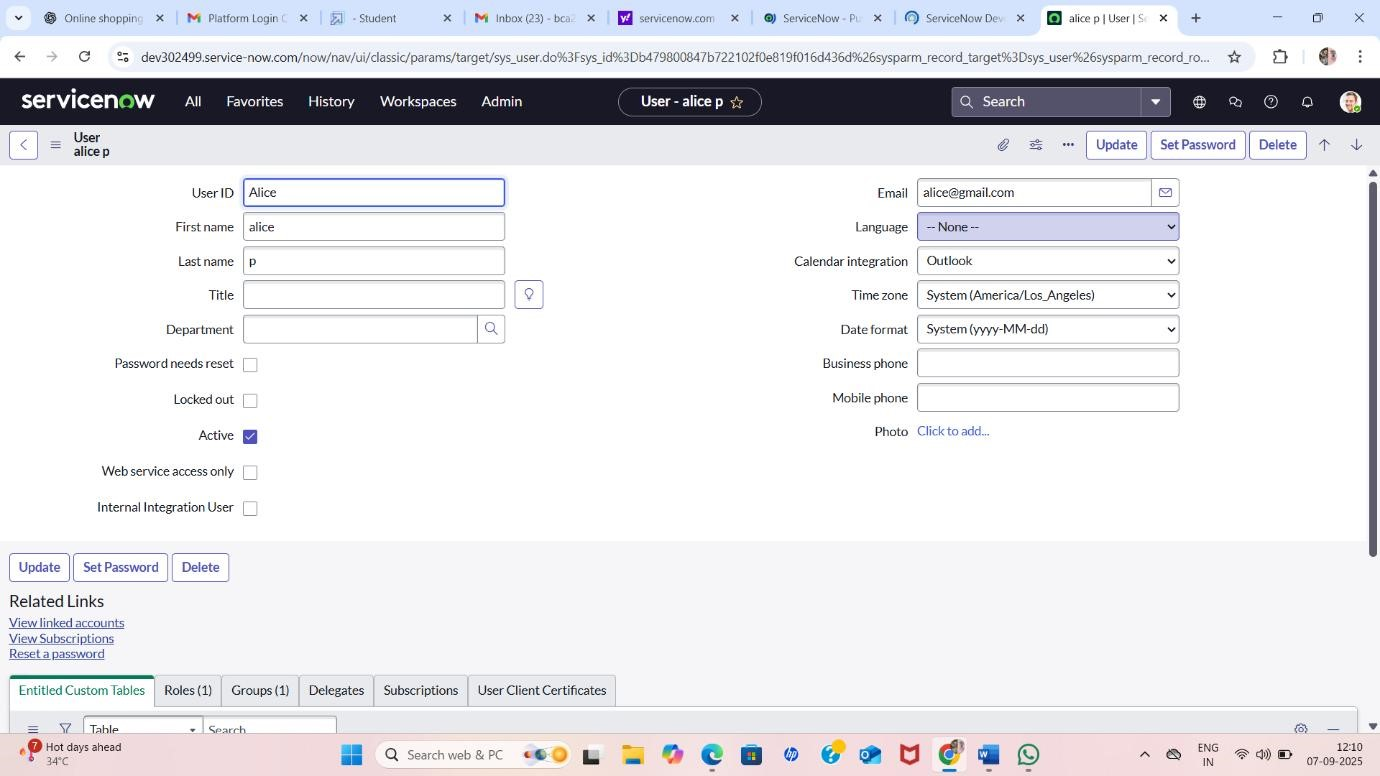 Online shopping
Platform Login C
- Student
Inbox (23) - bca2
servicenow.com
ServiceNow - Pu
ServiceNow Dev
alice p | User | S
dev302499.service-now.com/now/nav/ui/classic/params/target/sys_user.do%3Fsys_id%3Db479800847b722102f0e819f016d436d%26sysparm_record_target%3Dsys_user%26sysparm_record_ro...
servicenow All Favorites History Workspaces Admin User - alice p Search
User
alice p
Update Set Password Delete
User ID Alice Email alice@gmail.com
First name alice Language -- None --
Last name p Calendar integration Outlook
Title Time zone System (America/Los_Angeles)
Department Date format System (yyyy-MM-dd)
Password needs reset Business phone
Locked out Mobile phone
Active Photo Click to add...
Web service access only
Internal Integration User
Update Set Password Delete
Related Links
View linked accounts
View Subscriptions
Reset a password
Entitled Custom Tables Roles (1) Groups (1) Delegates Subscriptions User Client Certificates
Table Search
7 Hot days ahead
34°C
Search web & PC
ENG
IN
12:10
07-09-2025